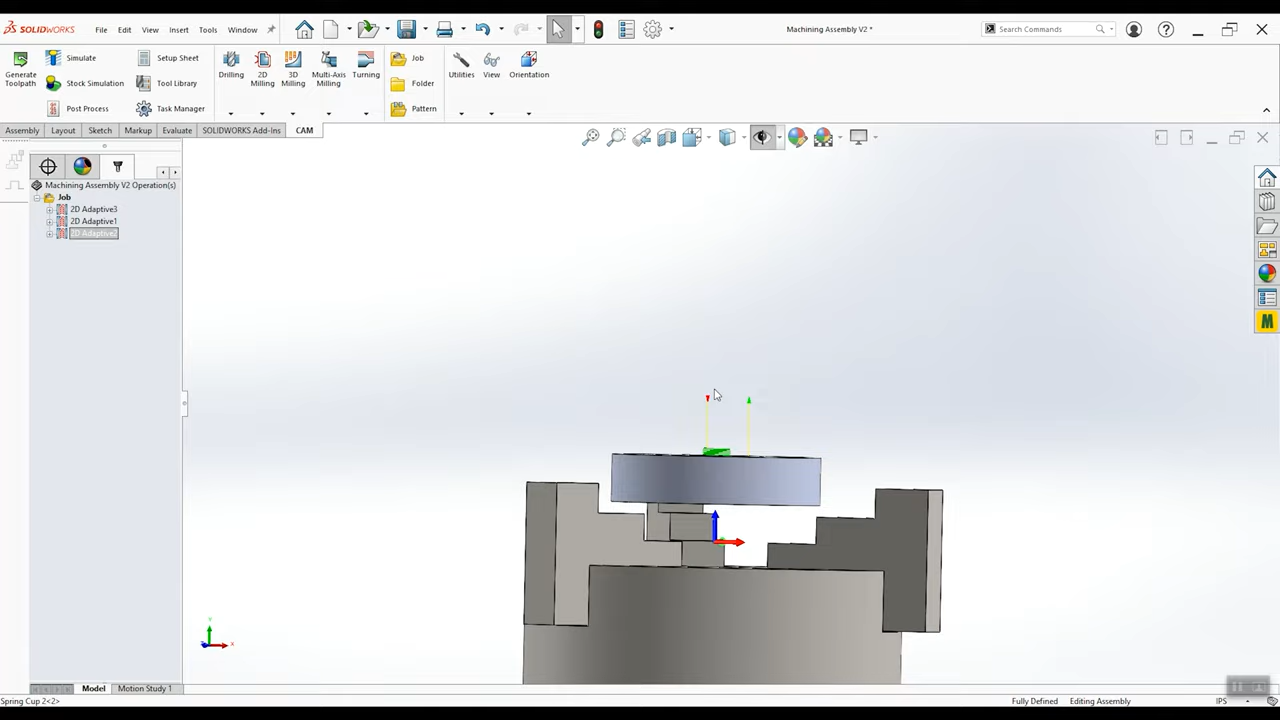 SOLIDWORKS File Edit View Insert Tools Window Machining Assembly V2 * Search Commands
Generate Toolpath
Simulate
Stock Simulation
Post Process
Setup Sheet
Tool Library
Task Manager
Drilling
2D Milling
3D Milling
Multi-Axis Milling
Turning
Job
Folder
Pattern
Utilities
View
Orientation
Assembly Layout Sketch Markup Evaluate SOLIDWORKS Add-Ins CAM
Machining Assembly V2 Operation(s)
Job
2D Adaptive3
2D Adaptive1
2D Adaptive2
M
Model Motion Study 1
Spring Cup 2<2> Fully Defined Editing Assembly IPS